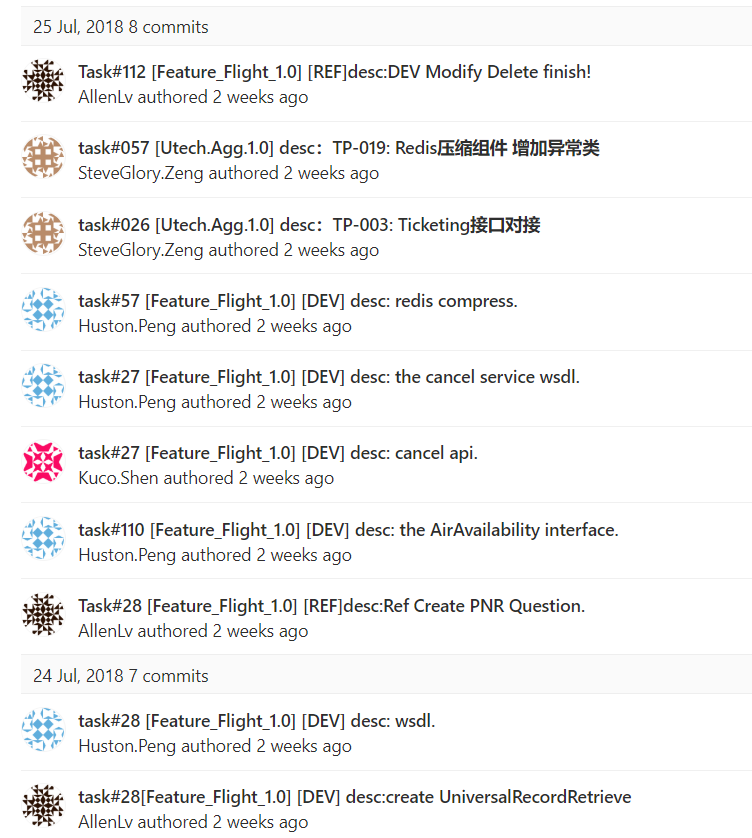 25 Jul, 2018 8 commits
Task#112 [Feature_Flight_1.0] [REF]desc:DEV Modify Delete finish!
AllenLv authored 2 weeks ago
task#057 [Utech.Agg.1.0] desc：TP-019: Redis压缩组件 增加异常类
SteveGlory.Zeng authored 2 weeks ago
task#026 [Utech.Agg.1.0] desc：TP-003: Ticketing接口对接
SteveGlory.Zeng authored 2 weeks ago
task#57 [Feature_Flight_1.0] [DEV] desc: redis compress.
Huston.Peng authored 2 weeks ago
task#27 [Feature_Flight_1.0] [DEV] desc: the cancel service wsdl.
Huston.Peng authored 2 weeks ago
task#27 [Feature_Flight_1.0] [DEV] desc: cancel api.
Kuco.Shen authored 2 weeks ago
task#110 [Feature_Flight_1.0] [DEV] desc: the AirAvailability interface.
Huston.Peng authored 2 weeks ago
Task#28 [Feature_Flight_1.0] [REF]desc:Ref Create PNR Question.
AllenLv authored 2 weeks ago
24 Jul, 2018 7 commits
task#28 [Feature_Flight_1.0] [DEV] desc: wsdl.
Huston.Peng authored 2 weeks ago
task#28[Feature_Flight_1.0] [DEV] desc:create UniversalRecordRetrieve
AllenLv authored 2 weeks ago